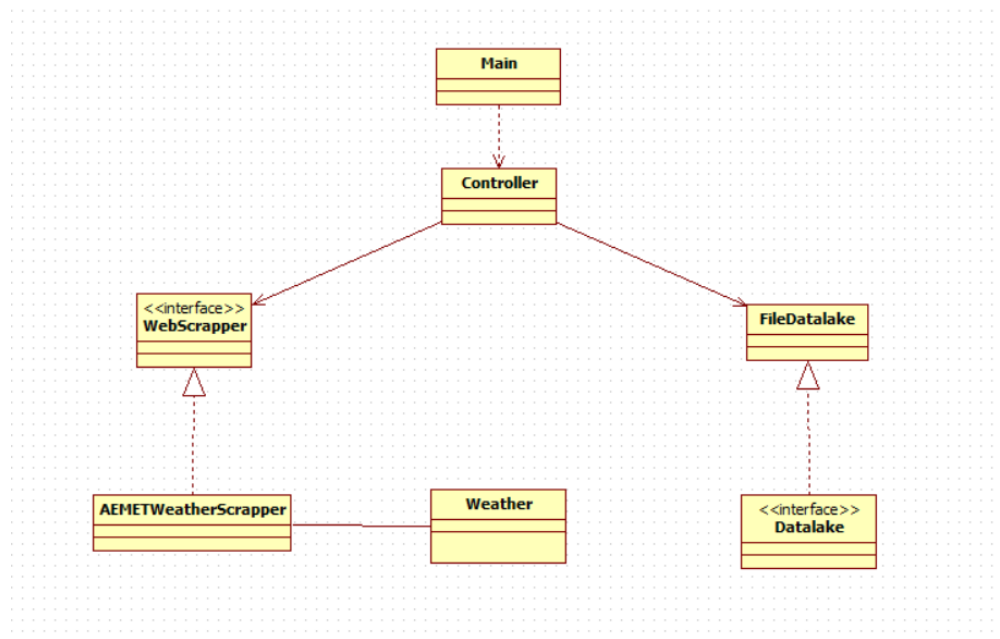 Main
Controller
<<interface>>
WebScrapper
FileDatalake
AEMETWeatherScrapper
Weather
<<interface>>
Datalake